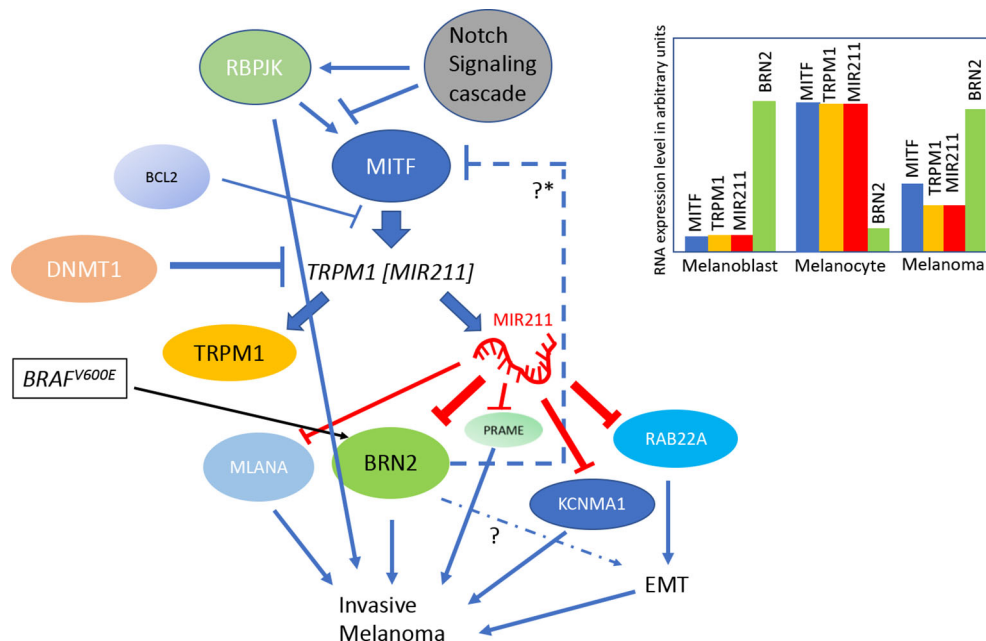 Notch
Signaling
cascade
RBPJK
MITF
BCL2
?*
DNMT1
TRPM1 [MIR211]
TRPM1
MIR211
BRAFV600E
PRAME
RAB22A
MLANA
BRN2
KCNMA1
?
EMT
Invasive
Melanoma
RNA expression level in arbitrary units
MITF
TRPM1
MIR211
BRN2
MITF
TRPM1
MIR211
BRN2
MITF
TRPM1
MIR211
BRN2
Melanoblast
Melanocyte
Melanoma